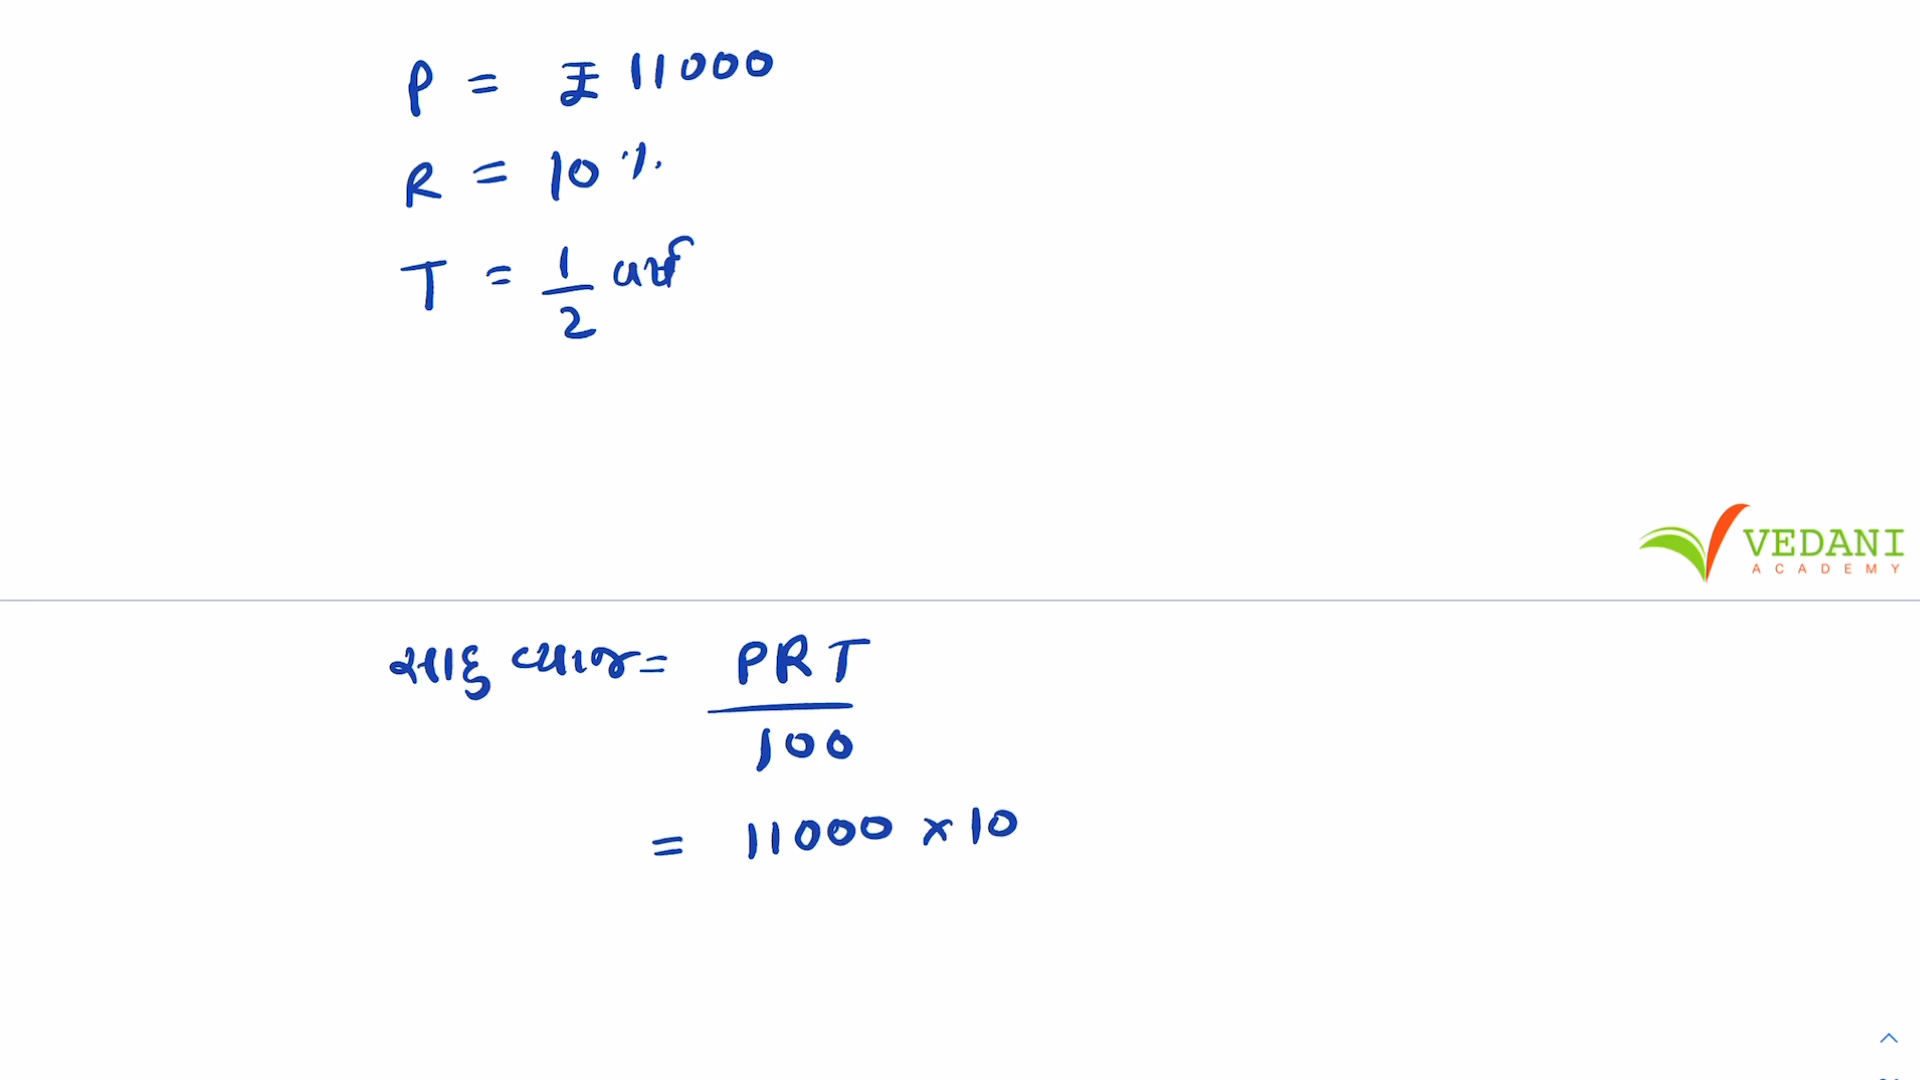 P = ₹ 11000
R = 10 %
T = 1/2 વર્ષ
VEDANI
ACADEMY
સાદુ વ્યાજ = PRT
100
= 11000 × 10